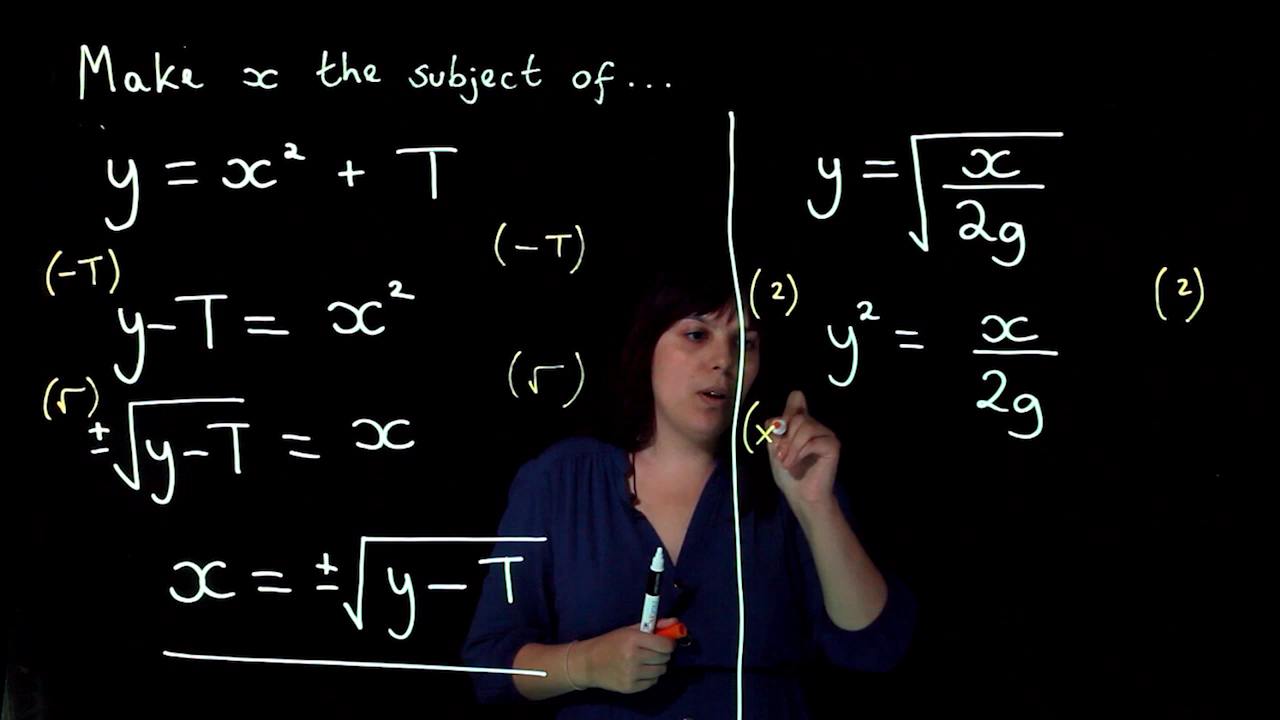 Make x the subject of...
y = x² + T
(-T) (-T)
y-T = x²
(√) (√)
±√(y-T) = x
x = ±√(y-T)
y = √(x/2g)
(²) (²)
y² = x/2g
(x